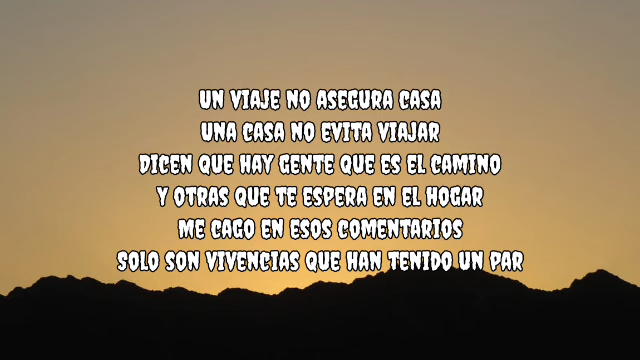 UN VIAJE NO ASEGURA CASA
UNA CASA NO EVITA VIAJAR
DICEN QUE HAY GENTE QUE ES EL CAMINO
Y OTRAS QUE TE ESPERA EN EL HOGAR
ME CAGO EN ESOS COMENTARIOS
SOLO SON VIVENCIAS QUE HAN TENIDO UN PAR